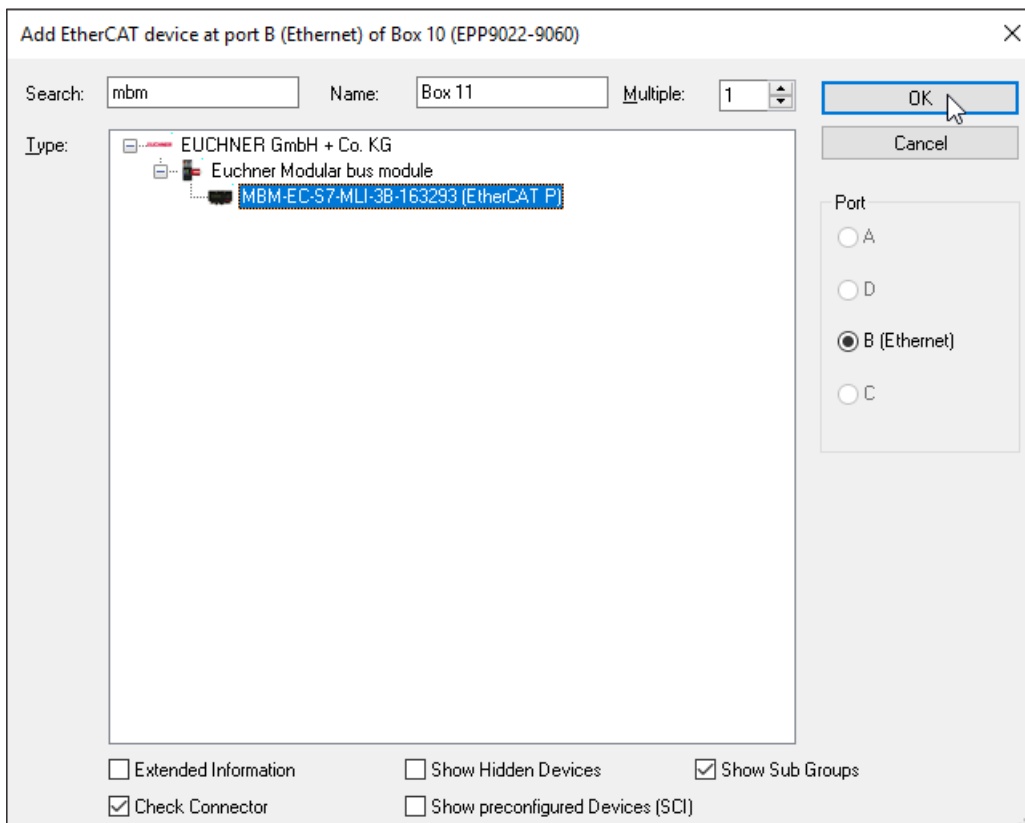 Add EtherCAT device at port B (Ethernet) of Box 10 (EPP9022-9060)
Search: mbm Name: Box 11 Multiple: 1 OK
Type: EUCHNER GmbH + Co. KG Cancel
Euchner Modular bus module
MBM-EC-S7-MLI-3B-163293 (EtherCAT P)
Port
A
D
B (Ethernet)
C
Extended Information Show Hidden Devices Show Sub Groups
Check Connector Show preconfigured Devices (SCI)